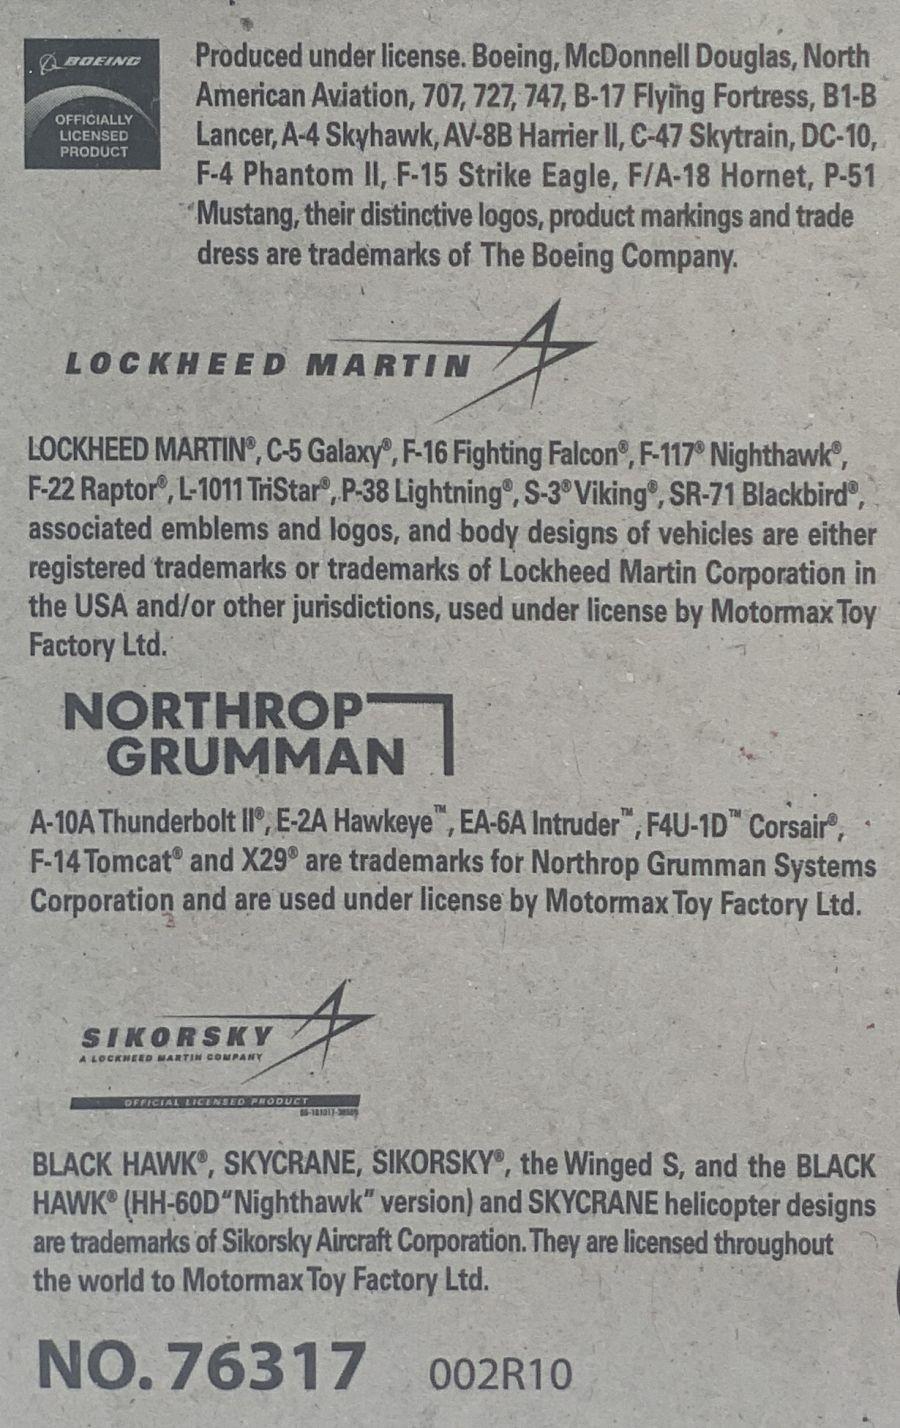 BOEING
OFFICIALLY
LICENSED
PRODUCT
Produced under license. Boeing, McDonnell Douglas, North
American Aviation, 707, 727, 747, B-17 Flying Fortress, B1-B
Lancer, A-4 Skyhawk, AV-8B Harrier II, C-47 Skytrain, DC-10,
F-4 Phantom II, F-15 Strike Eagle, F/A-18 Hornet, P-51
Mustang, their distinctive logos, product markings and trade
dress are trademarks of The Boeing Company.
LOCKHEED MARTIN
LOCKHEED MARTIN®, C-5 Galaxy®, F-16 Fighting Falcon®, F-117® Nighthawk®,
F-22 Raptor®, L-1011 TriStar®, P-38 Lightning®, S-3® Viking®, SR-71 Blackbird®,
associated emblems and logos, and body designs of vehicles are either
registered trademarks or trademarks of Lockheed Martin Corporation in
the USA and/or other jurisdictions, used under license by Motormax Toy
Factory Ltd.
NORTHROP
GRUMMAN
A-10A Thunderbolt II®, E-2A Hawkeye™, EA-6A Intruder™, F4U-1D™ Corsair®,
F-14 Tomcat® and X29® are trademarks for Northrop Grumman Systems
Corporation and are used under license by Motormax Toy Factory Ltd.
SIKORSKY
A LOCKHEED MARTIN COMPANY
OFFICIAL LICENSED PRODUCT
BLACK HAWK®, SKYCRANE, SIKORSKY®, the Winged S, and the BLACK
HAWK® (HH-60D "Nighthawk" version) and SKYCRANE helicopter designs
are trademarks of Sikorsky Aircraft Corporation. They are licensed throughout
the world to Motormax Toy Factory Ltd.
NO. 76317 002R10